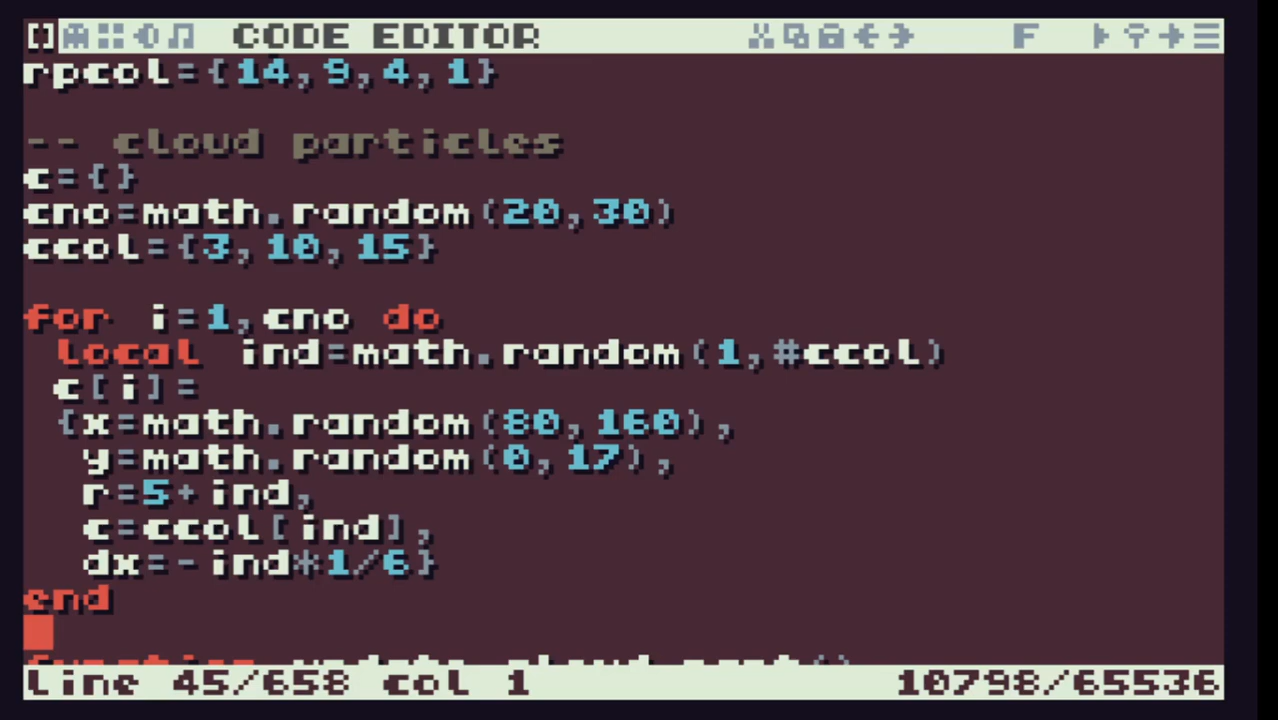 CODE EDITOR F
rpcol={14,9,4,1}
-- cloud particles
c={}
cno=math.random(20,30)
ccol={3,10,15}
for i=1,cno do
local ind=math.random(1,#ccol)
c[i]=
{x=math.random(80,160),
y=math.random(0,17),
r=5+ind,
c=ccol[ind],
dx=-ind*1/6}
end
function update_cloud_part()
line 45/658 col 1 10798/65536